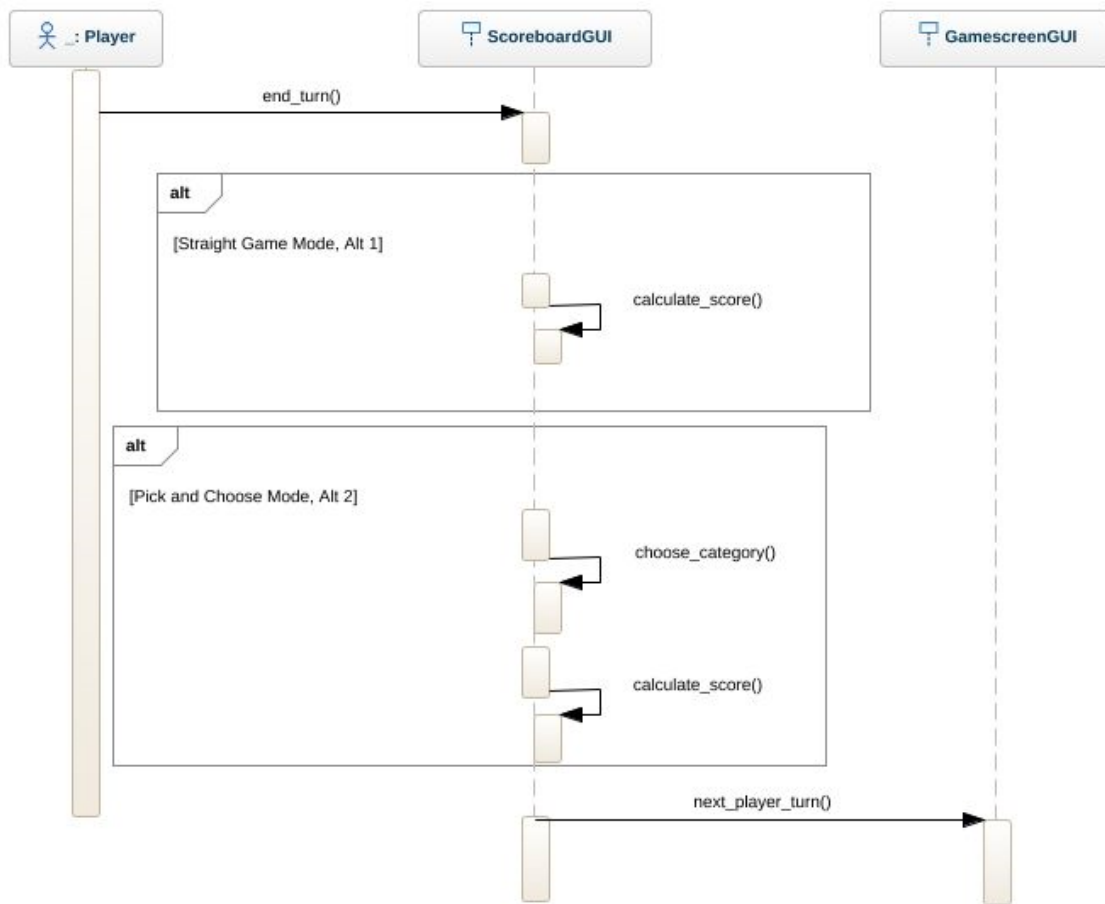 _: Player
ScoreboardGUI
GamescreenGUI
end_turn()
alt
[Straight Game Mode, Alt 1]
calculate_score()
alt
[Pick and Choose Mode, Alt 2]
choose_category()
calculate_score()
next_player_turn()